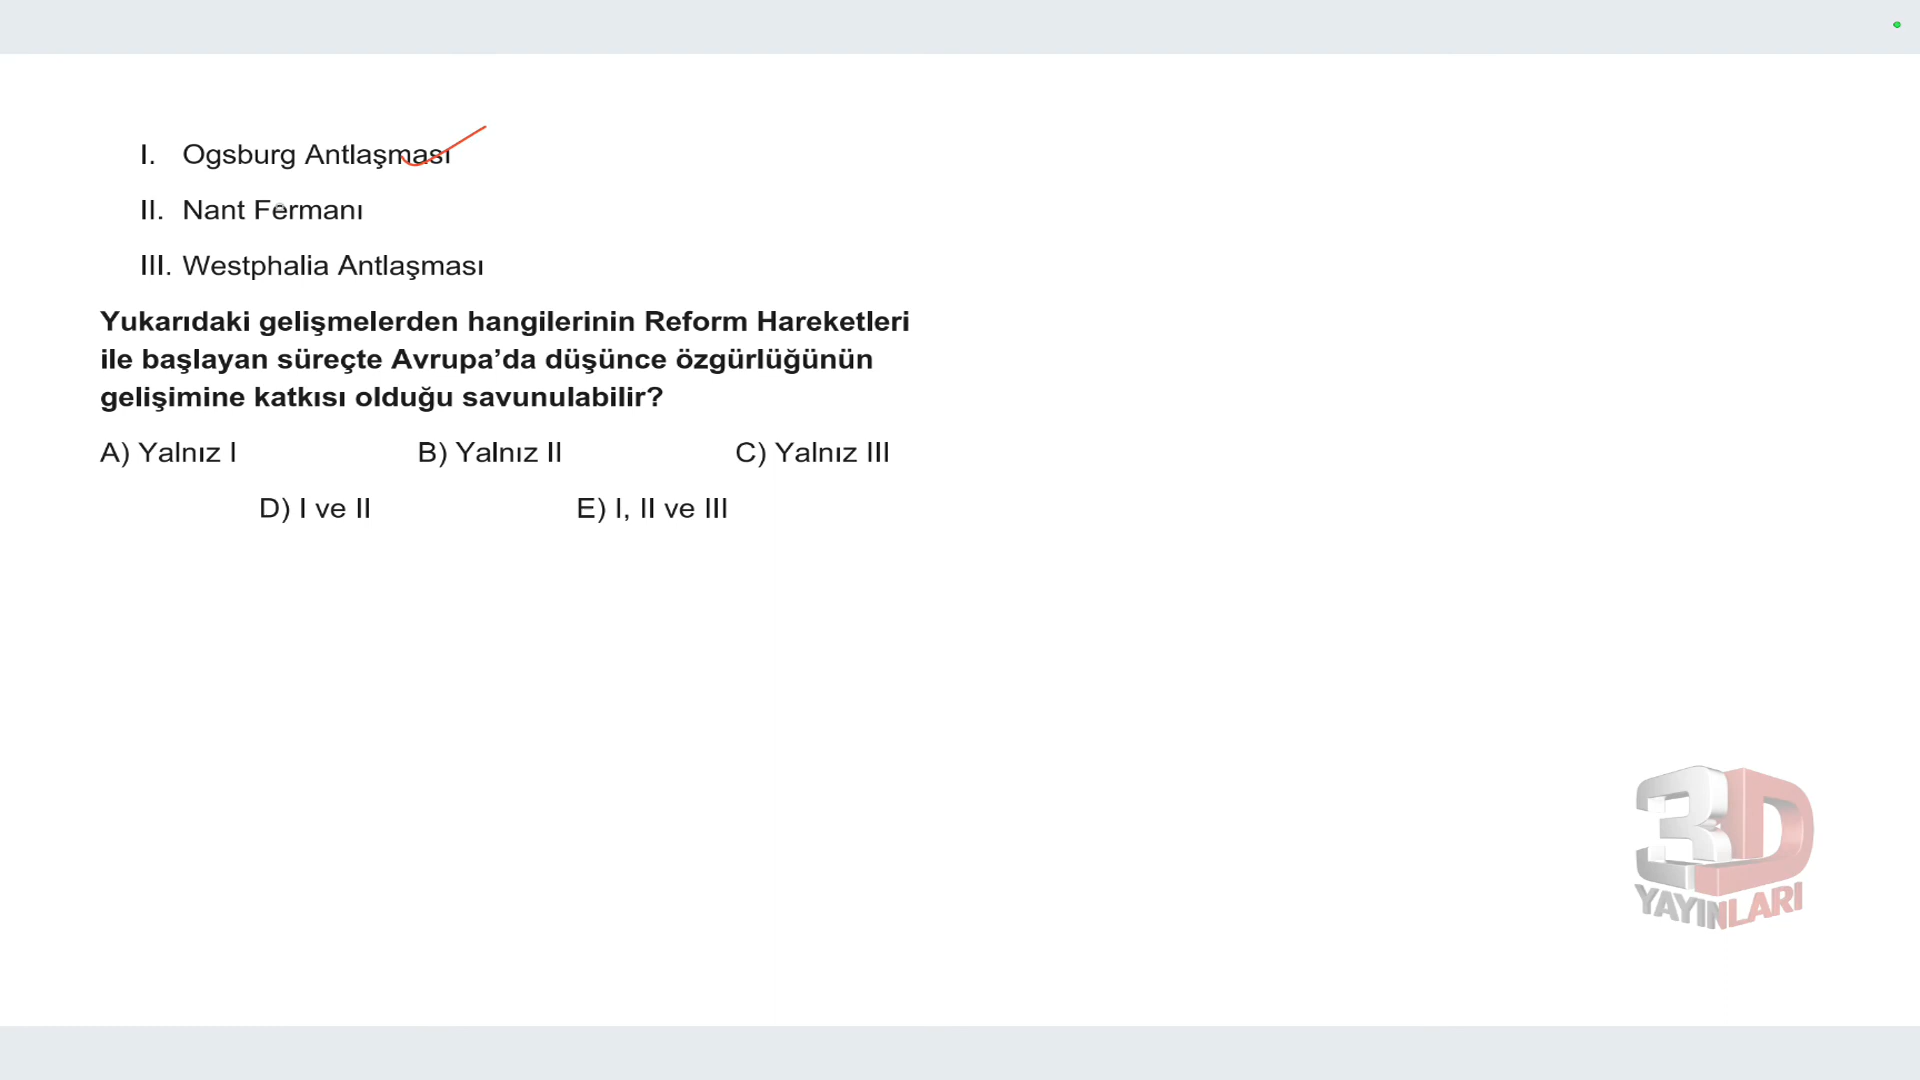 I. Ogsburg Antlaşması
II. Nant Fermanı
III. Westphalia Antlaşması
Yukarıdaki gelişmelerden hangilerinin Reform Hareketleri
ile başlayan süreçte Avrupa’da düşünce özgürlüğünün
gelişimine katkısı olduğu savunulabilir?
A) Yalnız I B) Yalnız II C) Yalnız III
D) I ve II E) I, II ve III
3D
YAYINLARI